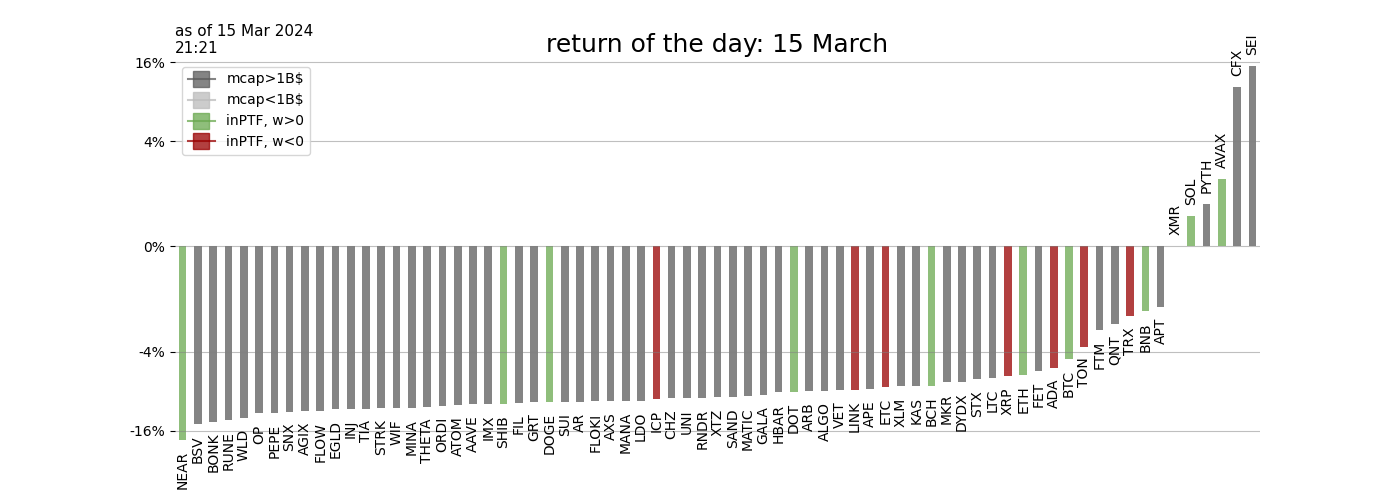 as of 15 Mar 2024
21:21
return of the day: 15 March
16%
4%
0%
-4%
-16%
mcap>1B$
mcap<1B$
inPTF, w>0
inPTF, w<0
NEAR
BSV
BONK
RUNE
WLD
OP
PEPE
SNX
AGIX
FLOW
EGLD
INJ
TIA
STRK
WIF
MINA
THETA
ORDI
ATOM
AAVE
IMX
SHIB
FIL
GRT
DOGE
SUI
AR
FLOKI
AXS
MANA
LDO
ICP
CHZ
UNI
RNDR
XTZ
SAND
MATIC
GALA
HBAR
DOT
ARB
ALGO
VET
LINK
APE
ETC
XLM
KAS
BCH
MKR
DYDX
STX
LTC
XRP
ETH
FET
ADA
BTC
TON
FTM
QNT
TRX
BNB
APT
XMR
SOL
PYTH
AVAX
CFX
SEI